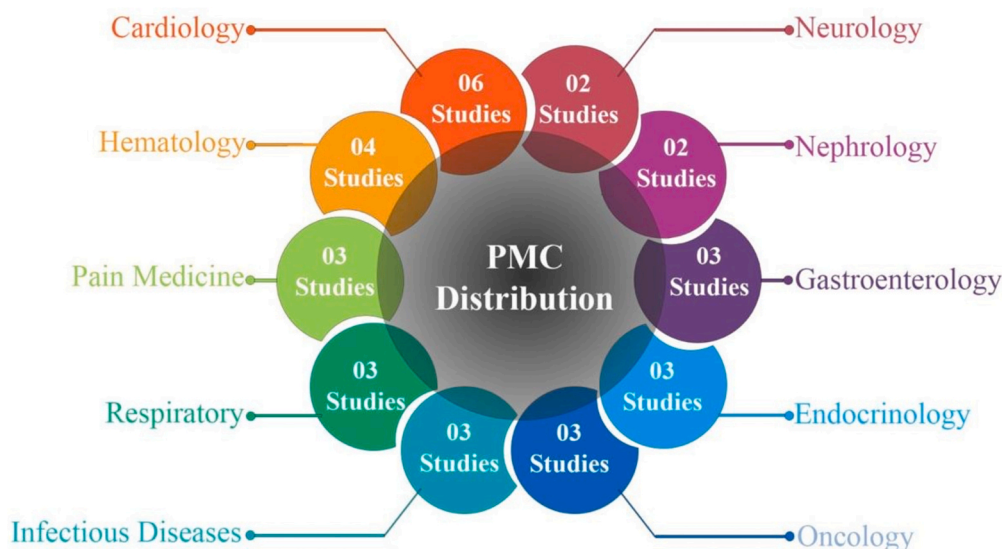 Cardiology
06
Studies
02
Studies
Neurology
Hematology
04
Studies
02
Studies
Nephrology
Pain Medicine
03
Studies
PMC
Distribution
03
Studies
Gastroenterology
Respiratory
03
Studies
03
Studies
Endocrinology
Infectious Diseases
03
Studies
03
Studies
Oncology